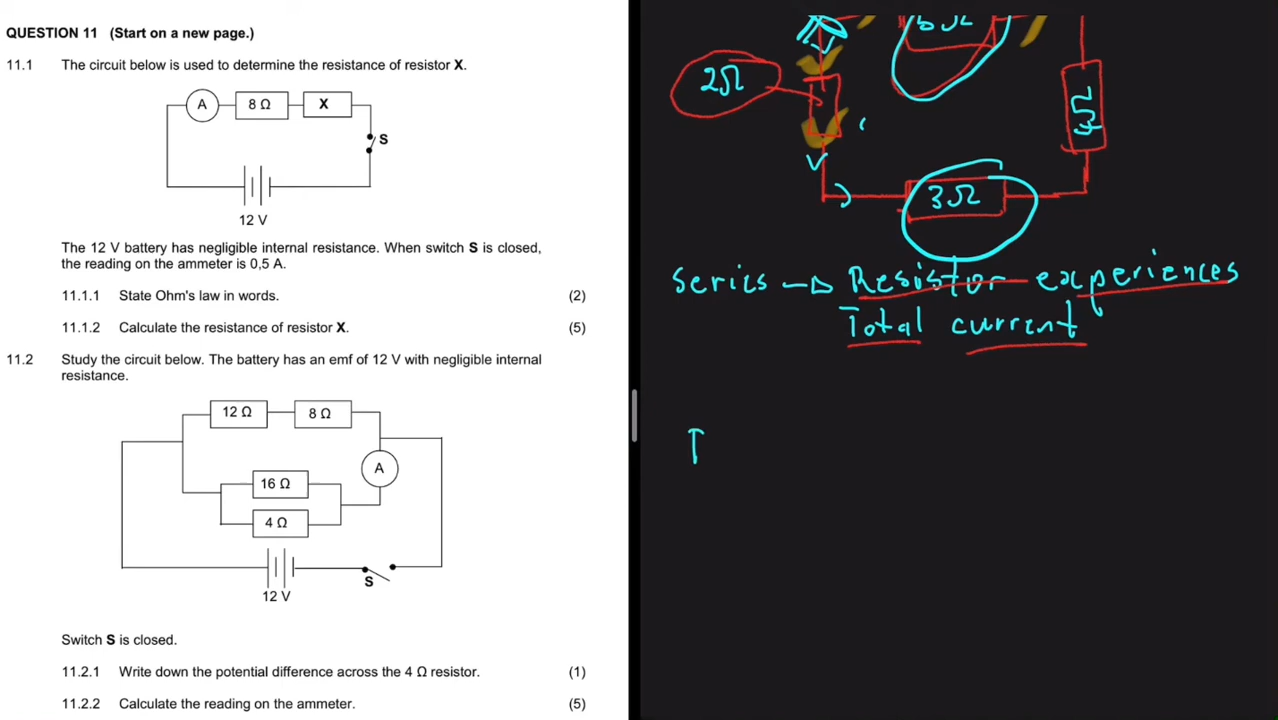 QUESTION 11 (Start on a new page.)
11.1 The circuit below is used to determine the resistance of resistor X.
A 8 Ω X
S
12 V
The 12 V battery has negligible internal resistance. When switch S is closed,
the reading on the ammeter is 0,5 A.
11.1.1 State Ohm's law in words. (2)
11.1.2 Calculate the resistance of resistor X. (5)
11.2 Study the circuit below. The battery has an emf of 12 V with negligible internal
resistance.
12 Ω 8 Ω
A
16 Ω
4 Ω
S
12 V
Switch S is closed.
11.2.1 Write down the potential difference across the 4 Ω resistor. (1)
11.2.2 Calculate the reading on the ammeter. (5)
2Ω
3Ω
Series → Resistor experiences
Total current